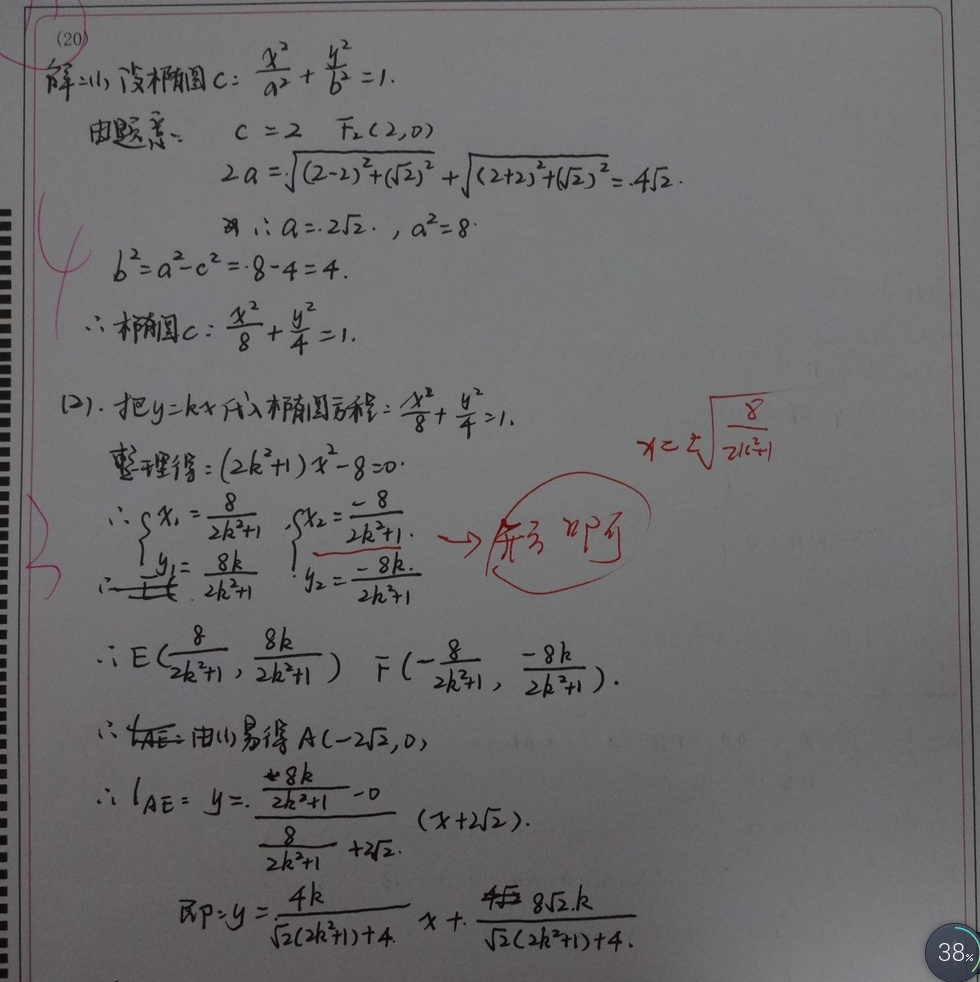 (20)
解:(1)设椭圆C: x²/a² + y²/b² = 1.
由题意: c = 2 F₂(2,0)
2a = √((2-2)²+(√2)²) + √((2+2)²+(√2)²) = 4√2.
∴ a = 2√2. , a² = 8.
b² = a²-c² = 8-4 = 4.
∴ 椭圆C: x²/8 + y²/4 = 1.
4
(2). 把y=kx代入椭圆方程: x²/8 + y²/4 = 1.
x = ±√(8/(2k²+1))
整理得: (2k²+1)x²-8=0.
∴ { x₁ = 8/(2k²+1) { x₂ = -8/(2k²+1).
y₁ = 8k/(2k²+1) y₂ = -8k/(2k²+1)
→ 开方 啊
3
∴ E(8/(2k²+1), 8k/(2k²+1)) F(-8/(2k²+1), -8k/(2k²+1)).
∴ 由(1)易得 A(-2√2,0)
∴ l_AE = y = (8k/(2k²+1) - 0)/(8/(2k²+1) + 2√2) (x+2√2).
即: y = 4k/(√2(2k²+1)+4) x + 8√2k/(√2(2k²+1)+4).
38%